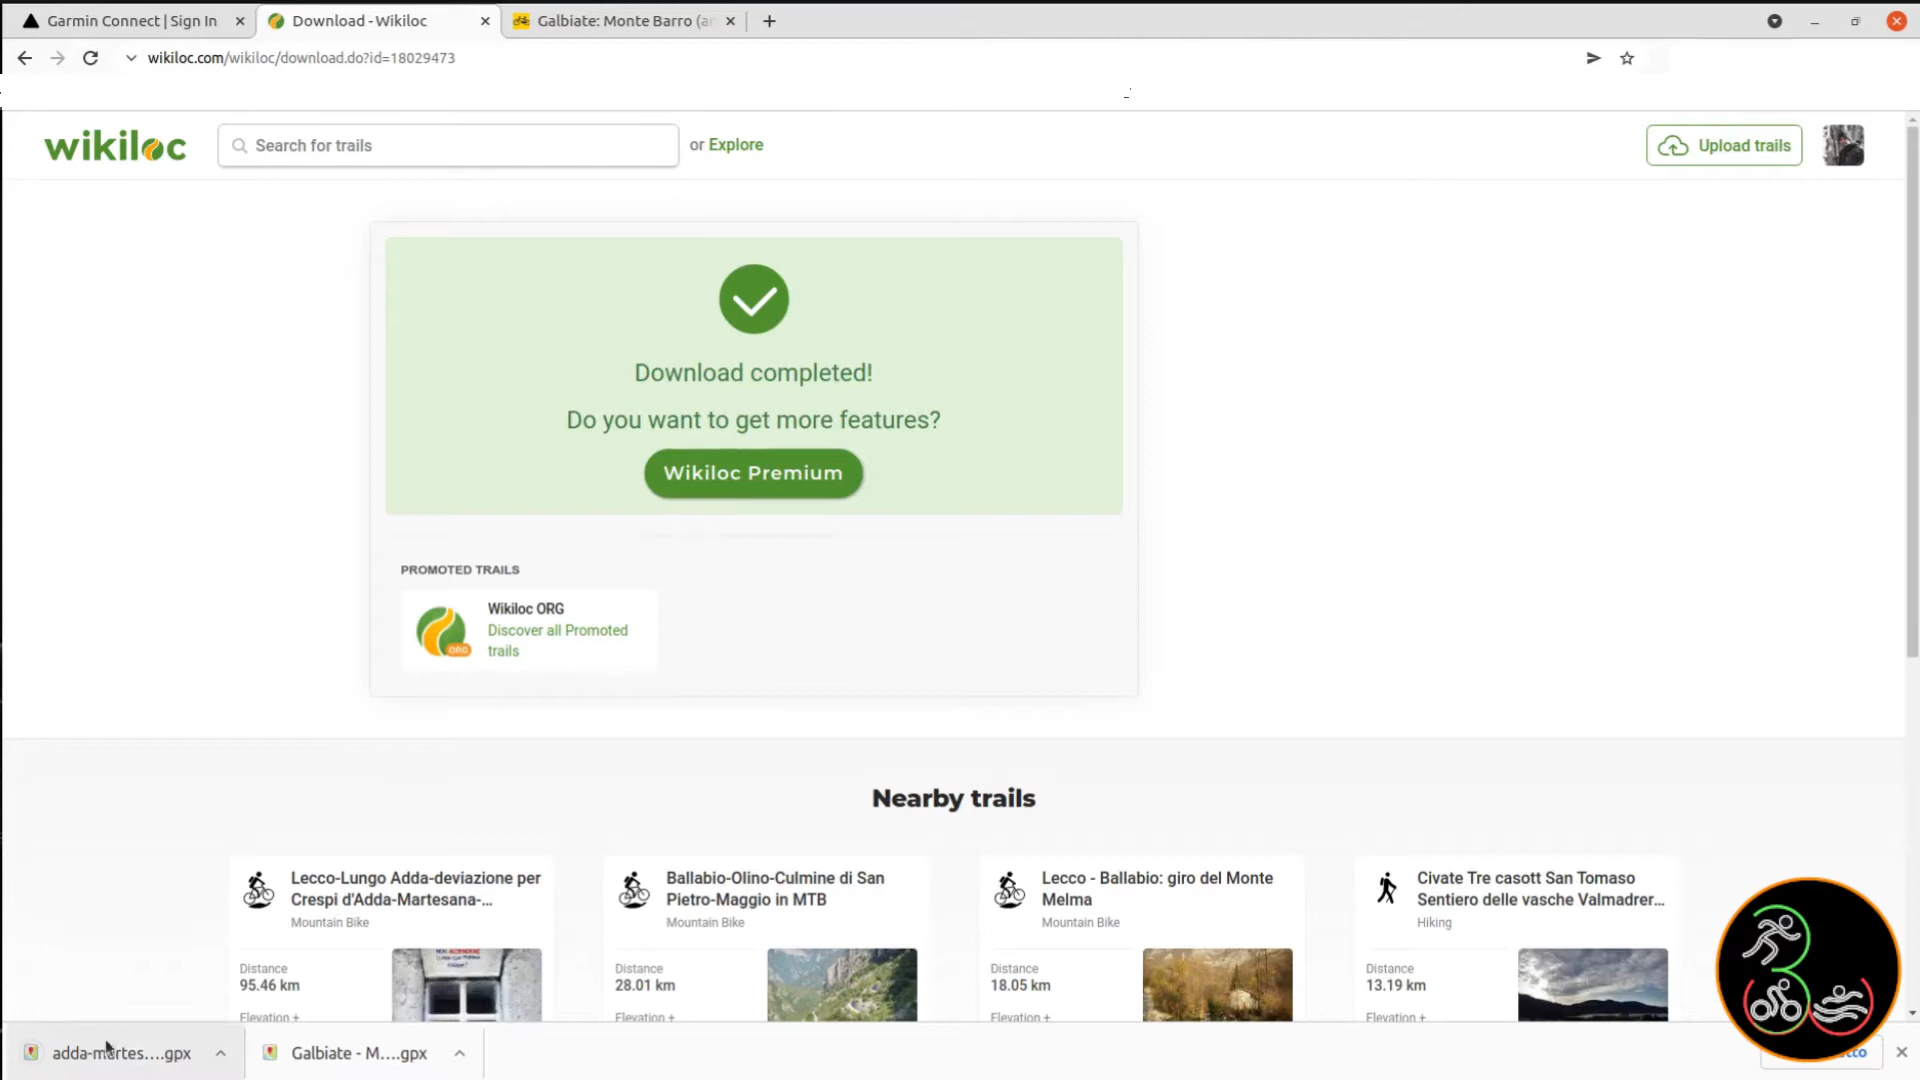 Garmin Connect | Sign In
Download - Wikiloc
Galbiate: Monte Barro (an
wikiloc.com/wikiloc/download.do?id=18029473
wikiloc
Search for trails
or Explore
Upload trails
Download completed!
Do you want to get more features?
Wikiloc Premium
PROMOTED TRAILS
Wikiloc ORG
Discover all Promoted
trails
ORG
Nearby trails
Lecco-Lungo Adda-deviazione per
Crespi d'Adda-Martesana-...
Mountain Bike
Distance
95.46 km
Elevation +
Ballabio-Olino-Culmine di San
Pietro-Maggio in MTB
Mountain Bike
Distance
28.01 km
Elevation +
Lecco - Ballabio: giro del Monte
Melma
Mountain Bike
Distance
18.05 km
Elevation +
Civate Tre casott San Tomaso
Sentiero delle vasche Valmadrer...
Hiking
Distance
13.19 km
Elevation +
adda-martes....gpx
Galbiate - M....gpx